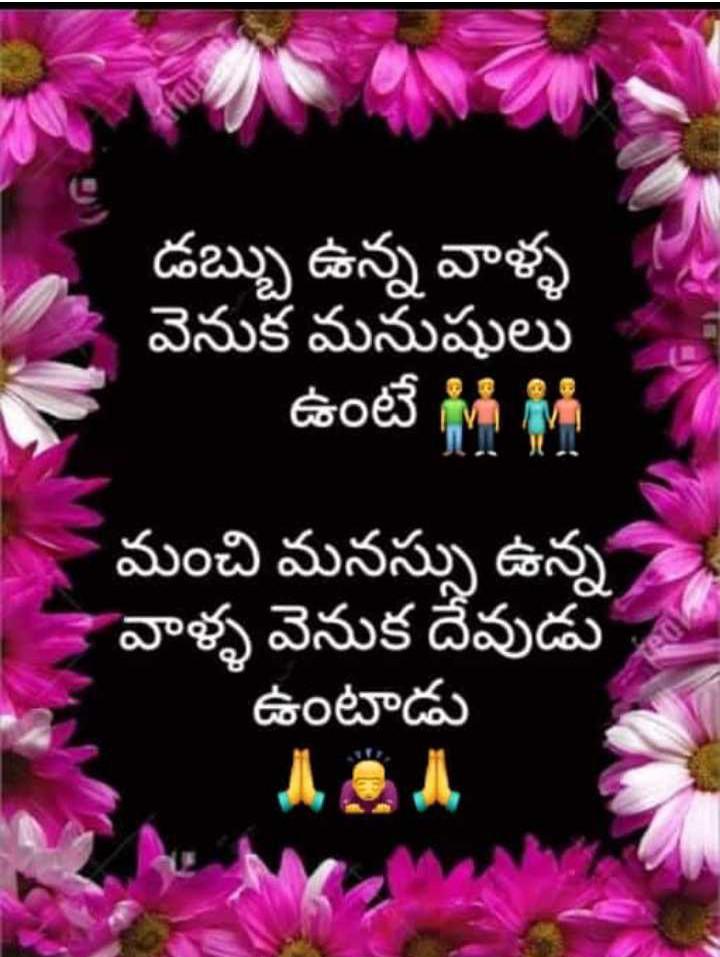 డబ్బు ఉన్న వాళ్ళ
వెనుక మనుషులు
ఉంటే 👬 👫
మంచి మనస్సు ఉన్న
వాళ్ళ వెనుక దేవుడు
ఉంటాడు
🙏 🙇 🙏